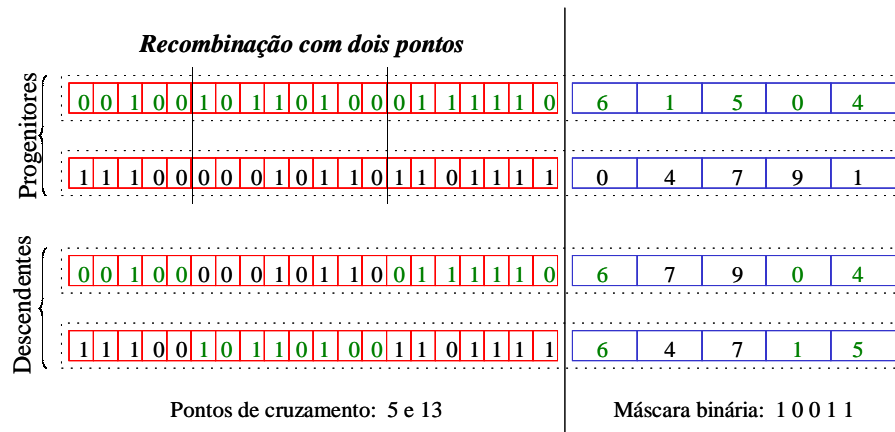 Recombinação com dois pontos
Progenitores
0 0 1 0 0 1 0 1 1 0 1 0 0 0 1 1 1 1 1 0 6 1 5 0 4
1 1 1 0 0 0 0 0 1 0 1 1 0 1 1 0 1 1 1 1 0 4 7 9 1
Descendentes
0 0 1 0 0 0 0 0 1 0 1 1 0 0 1 1 1 1 1 0 6 7 9 0 4
1 1 1 0 0 1 0 1 1 0 1 0 0 1 1 0 1 1 1 1 6 4 7 1 5
Pontos de cruzamento: 5 e 13 Máscara binária: 1 0 0 1 1